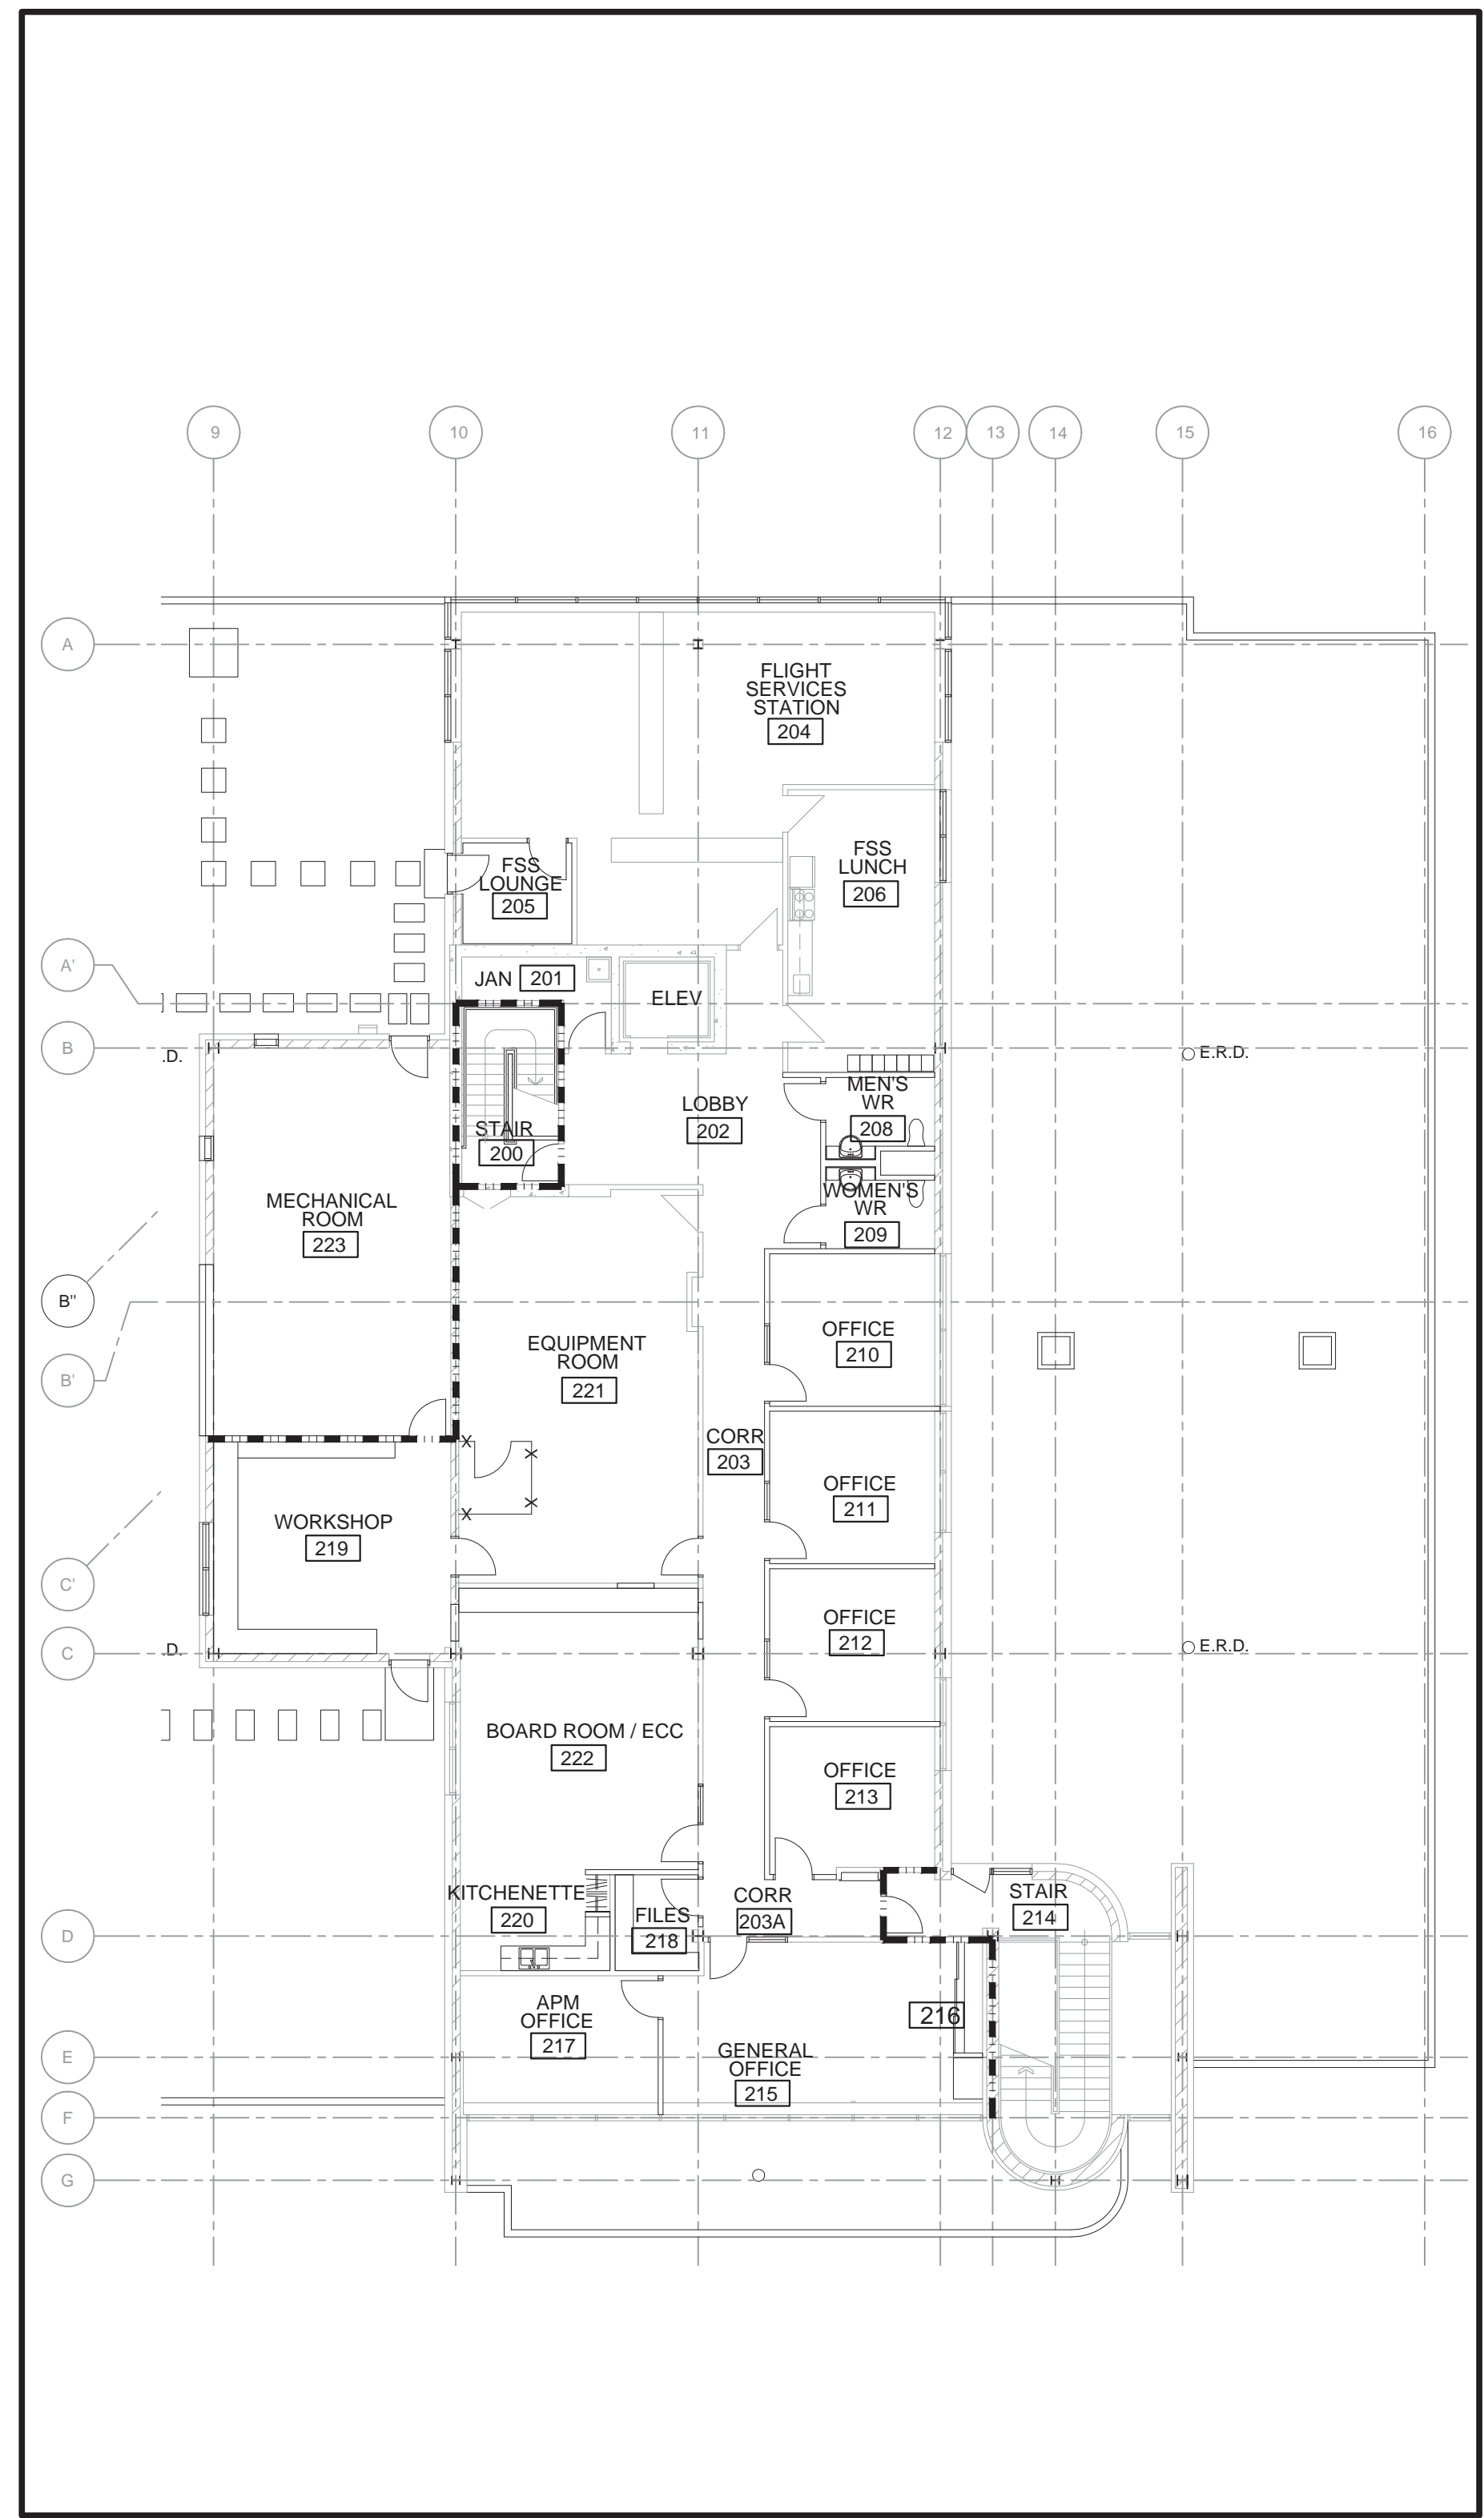 9
10
11
12
13
14
15
16
A
FLIGHT
SERVICES
STATION
204
FSS
LOUNGE
205
FSS
LUNCH
206
A'
JAN 201
ELEV
B
.D.
E.R.D.
MEN'S
WR
208
LOBBY
202
STAIR
200
WOMEN'S
WR
209
MECHANICAL
ROOM
223
B"
B'
OFFICE
210
EQUIPMENT
ROOM
221
CORR
203
X
X
X
X
OFFICE
211
WORKSHOP
219
C'
OFFICE
212
C
.D.
E.R.D.
BOARD ROOM / ECC
222
OFFICE
213
KITCHENETTE
220
FILES
218
CORR
203A
STAIR
214
D
APM
OFFICE
217
216
E
GENERAL
OFFICE
215
F
G